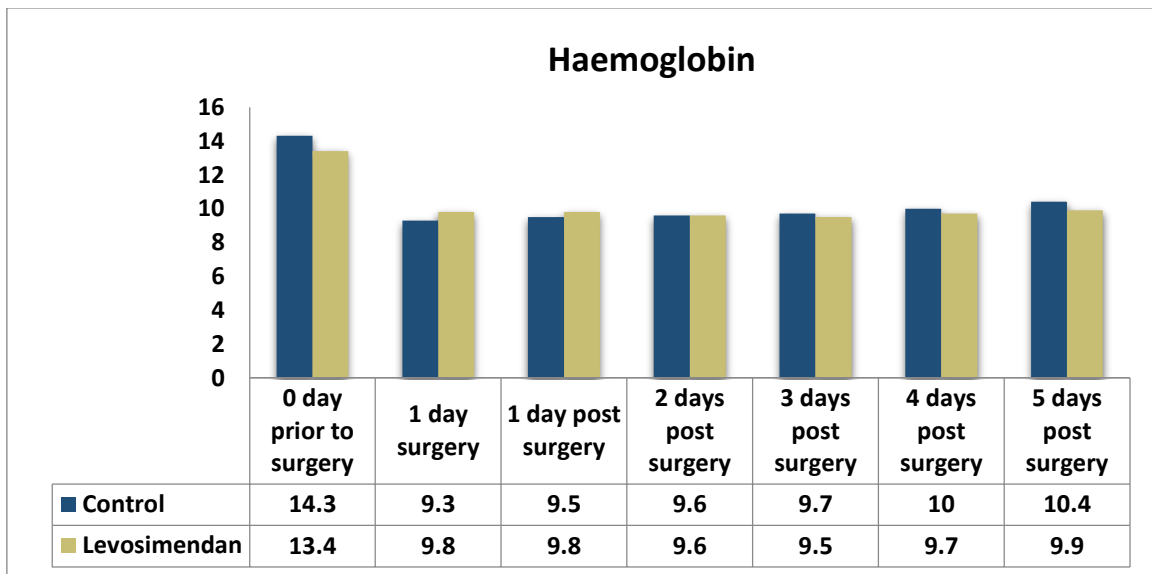 Haemoglobin
16
14
12
10
8
6
4
2
0
0 day
prior to
surgery
1 day
surgery
1 day post
surgery
2 days
post
surgery
3 days
post
surgery
4 days
post
surgery
5 days
post
surgery
Control 14.3 9.3 9.5 9.6 9.7 10 10.4
Levosimendan 13.4 9.8 9.8 9.6 9.5 9.7 9.9